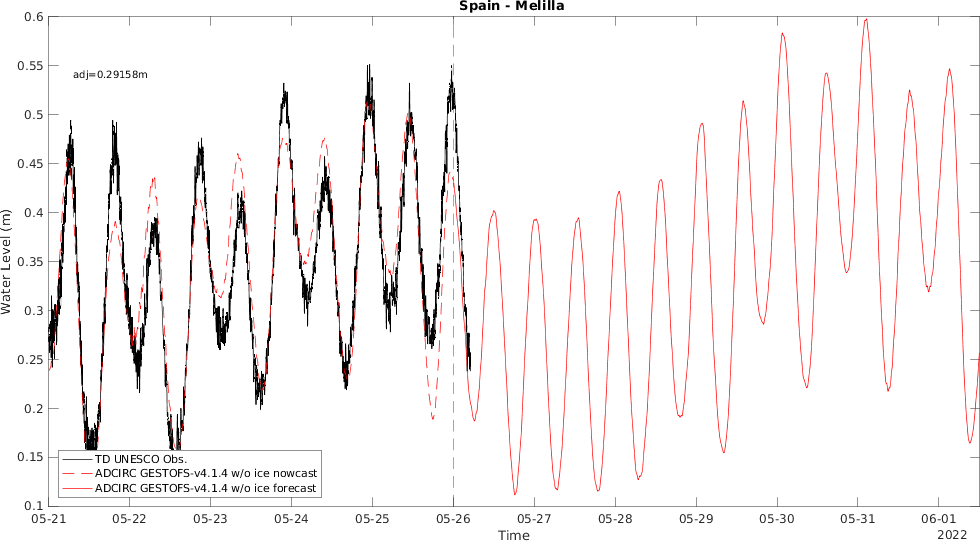 Spain - Melilla
0.6
0.55
adj=0.29158m
0.5
0.45
0.4
0.35
0.3
0.25
0.2
0.15
0.1
Water Level (m)
TD UNESCO Obs.
ADCIRC GESTOFS-v4.1.4 w/o ice nowcast
ADCIRC GESTOFS-v4.1.4 w/o ice forecast
05-21 05-22 05-23 05-24 05-25 05-26 05-27 05-28 05-29 05-30 05-31 06-01
Time
2022